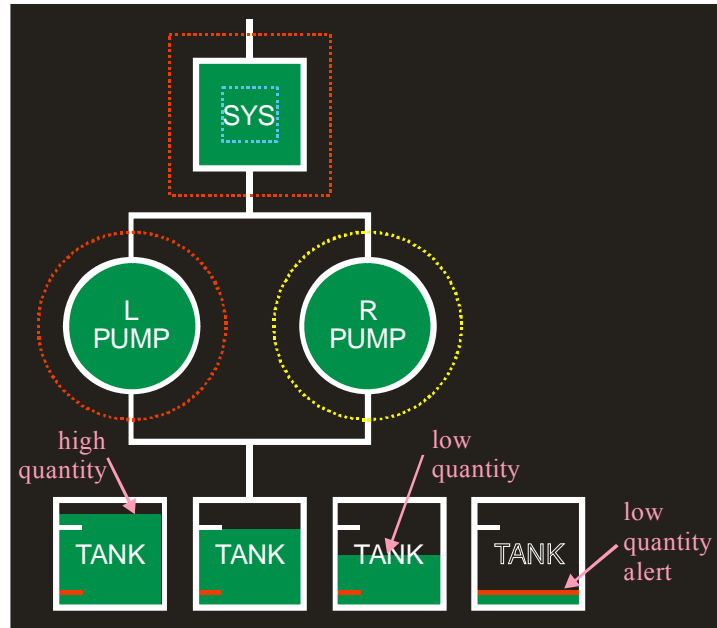 SYS
L
PUMP
R
PUMP
high
quantity
low
quantity
TANK
TANK
TANK
TANK
low
quantity
alert